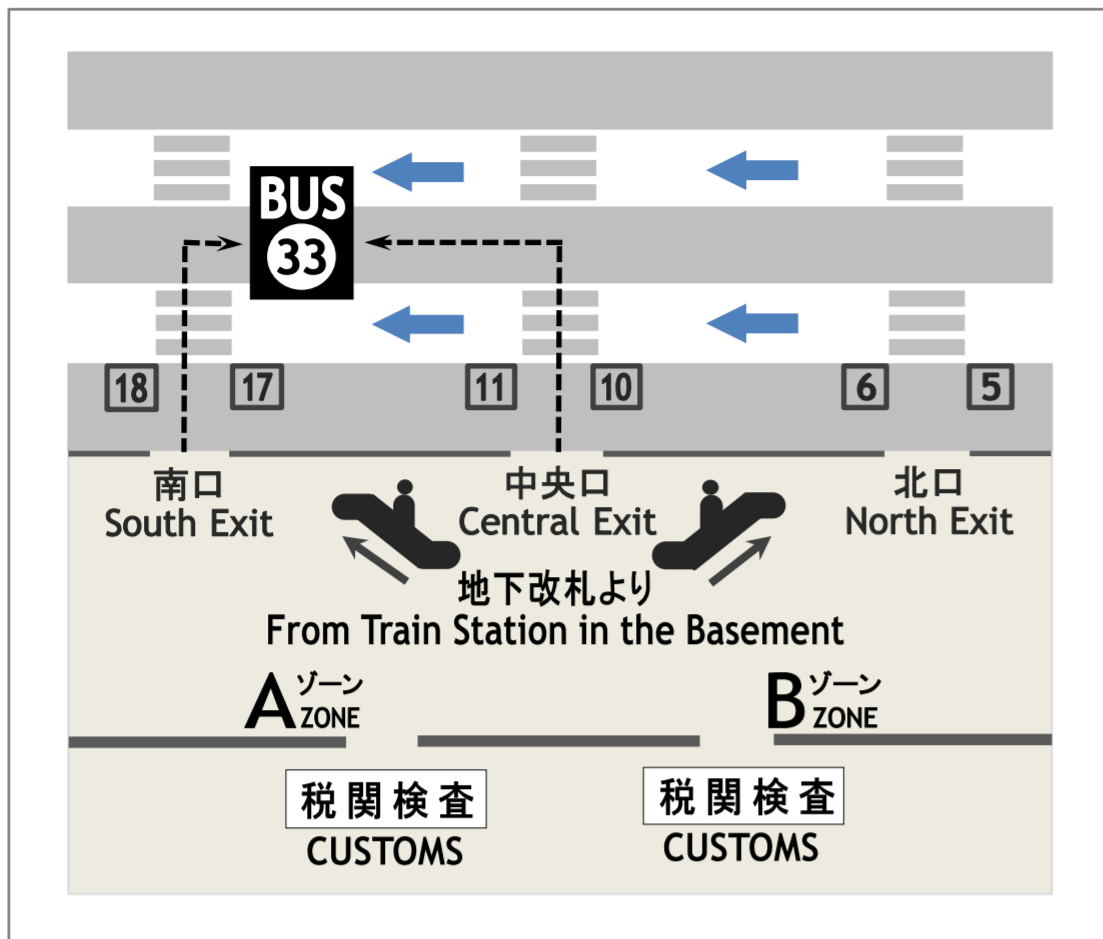 BUS
33
18
17
11
10
6
5
南口
South Exit
中央口
Central Exit
北口
North Exit
地下改札より
From Train Station in the Basement
A ゾーン
ZONE
B ゾーン
ZONE
税関検査
CUSTOMS
税関検査
CUSTOMS